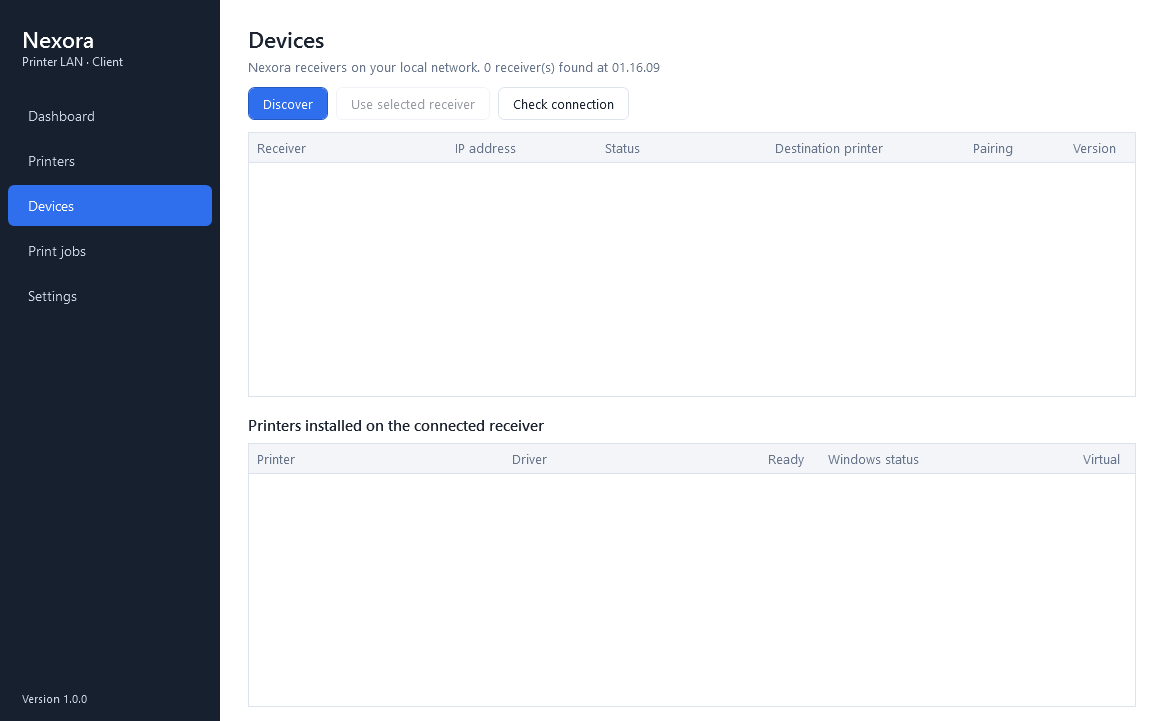 Nexora
Printer LAN · Client
Dashboard
Printers
Devices
Print jobs
Settings
Version 1.0.0
Devices
Nexora receivers on your local network. 0 receiver(s) found at 01.16.09
Discover Use selected receiver Check connection
Receiver IP address Status Destination printer Pairing Version
Printers installed on the connected receiver
Printer Driver Ready Windows status Virtual